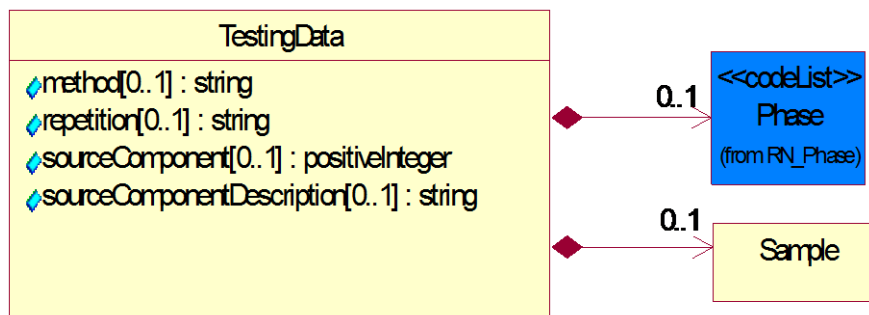 TestingData
method[0..1] : string
repetition[0..1] : string
sourceComponent[0..1] : positiveInteger
sourceComponentDescription[0..1] : string
0..1
<<codeList>>
Phase
(from RN_Phase)
0..1
Sample